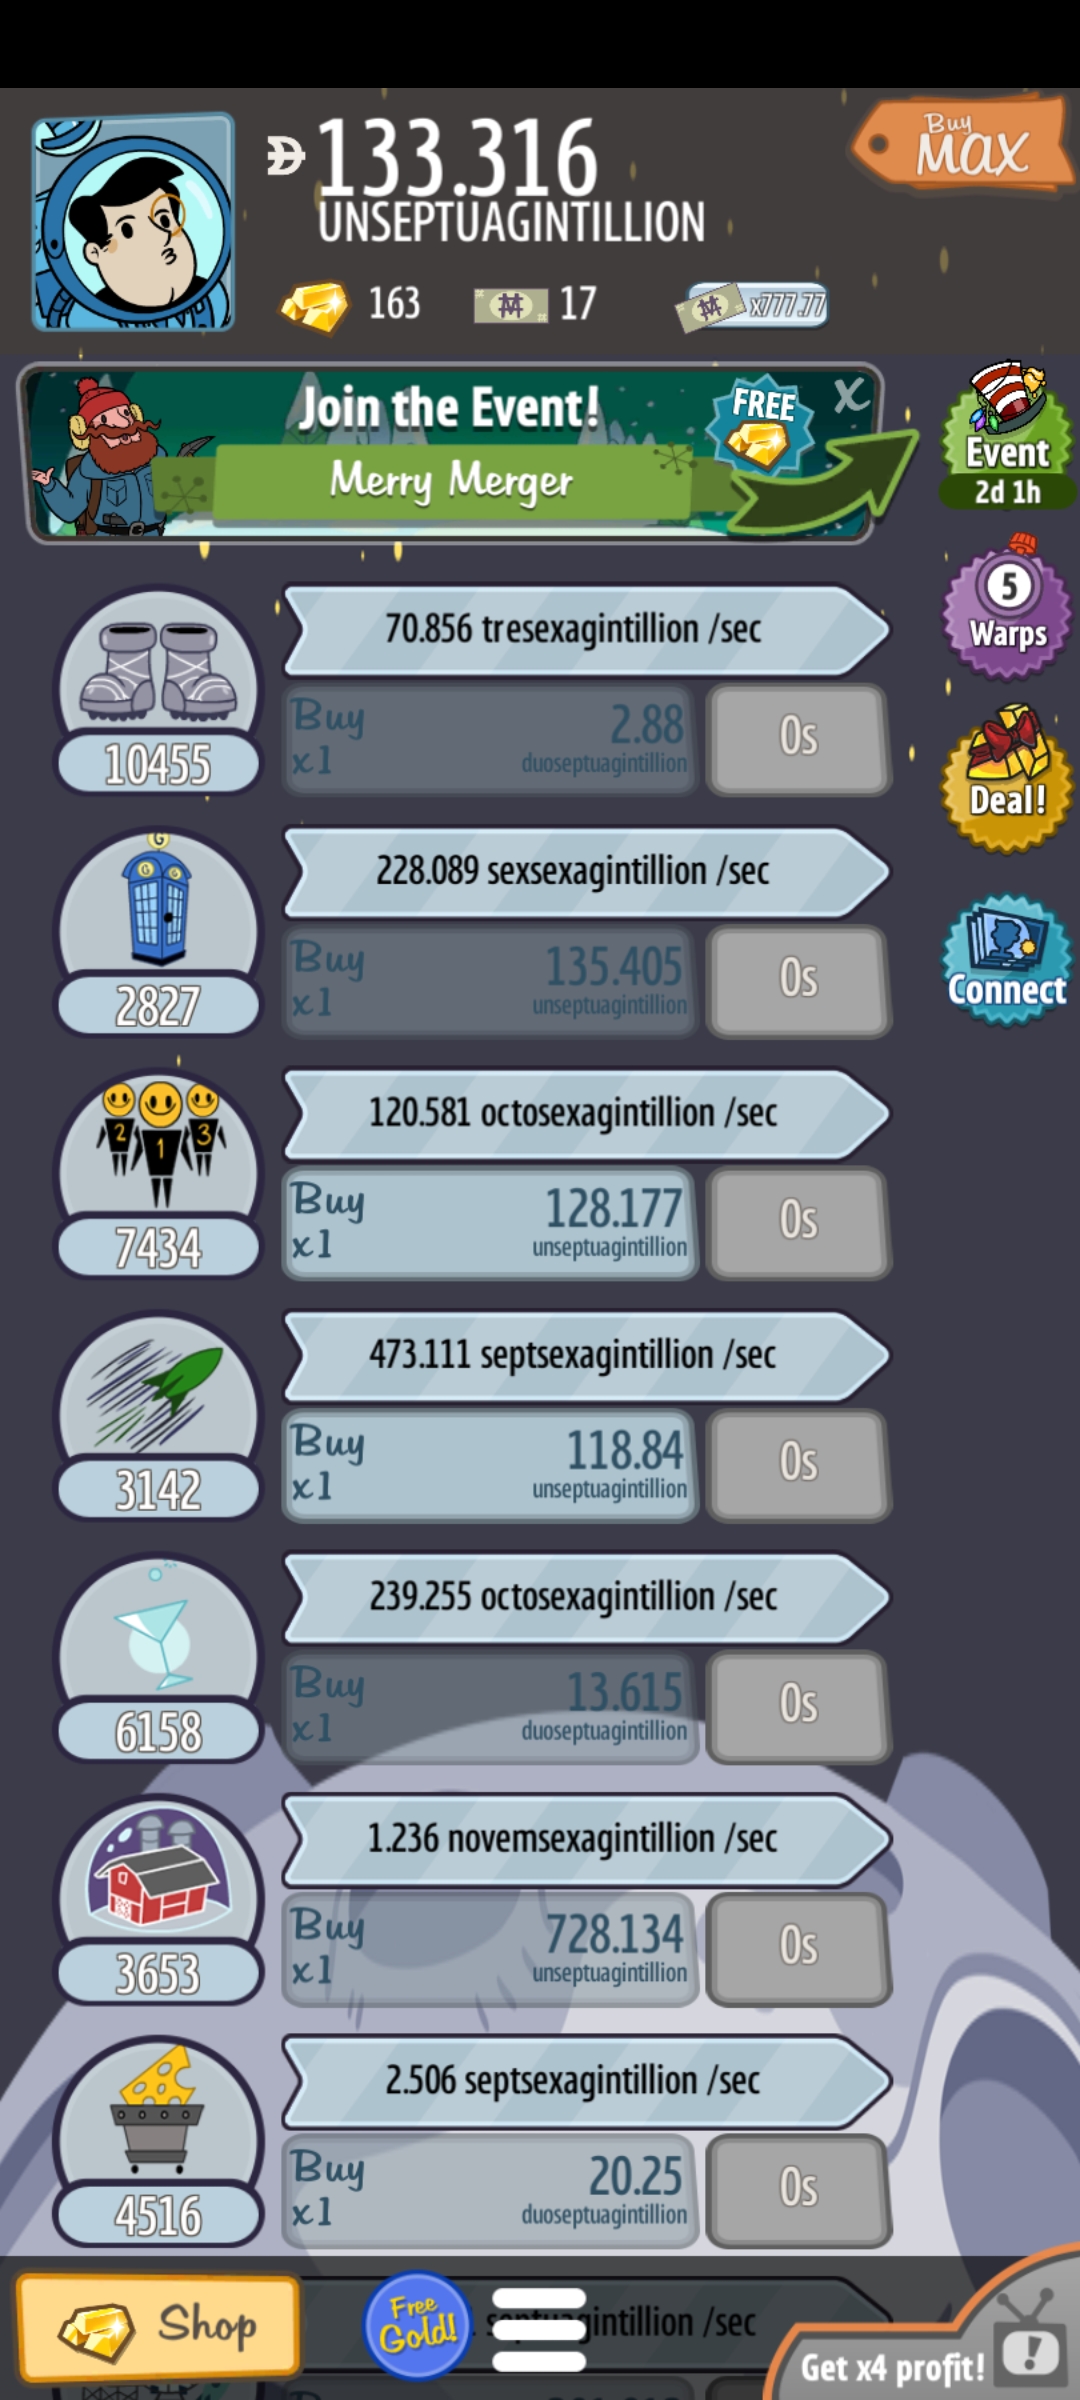 Buy
MAX
133.316
UNSEPTUAGINTILLION
163
17
x777.77
Join the Event!
Merry Merger
FREE
X
Event
2d 1h
5
Warps
Deal!
Connect
70.856 tresexagintillion /sec
Buy
x1
2.88
duoseptuagintillion
0s
10455
228.089 sexsexagintillion /sec
Buy
x1
135.405
unseptuagintillion
0s
2827
2
1
3
120.581 octosexagintillion /sec
Buy
x1
128.177
unseptuagintillion
0s
7434
473.111 septsexagintillion /sec
Buy
x1
118.84
unseptuagintillion
0s
3142
239.255 octosexagintillion /sec
Buy
x1
13.615
duoseptuagintillion
0s
6158
1.236 novemsexagintillion /sec
Buy
x1
728.134
unseptuagintillion
0s
3653
2.506 septsexagintillion /sec
Buy
x1
20.25
duoseptuagintillion
0s
4516
Shop
Free
Gold!
septuagintillion /sec
Get x4 profit!
!
Buy